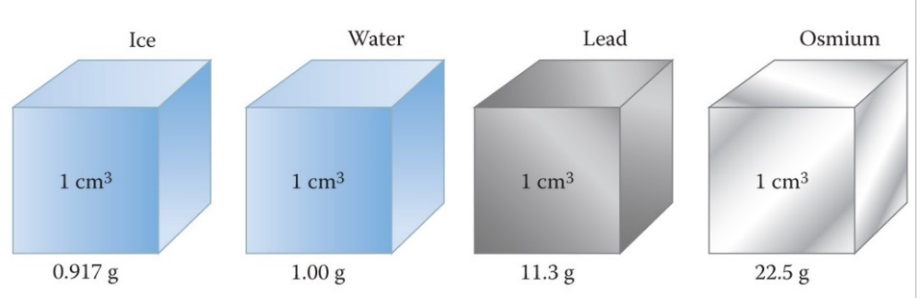 Ice
Water
Lead
Osmium
1 cm³
1 cm³
1 cm³
1 cm³
0.917 g
1.00 g
11.3 g
22.5 g